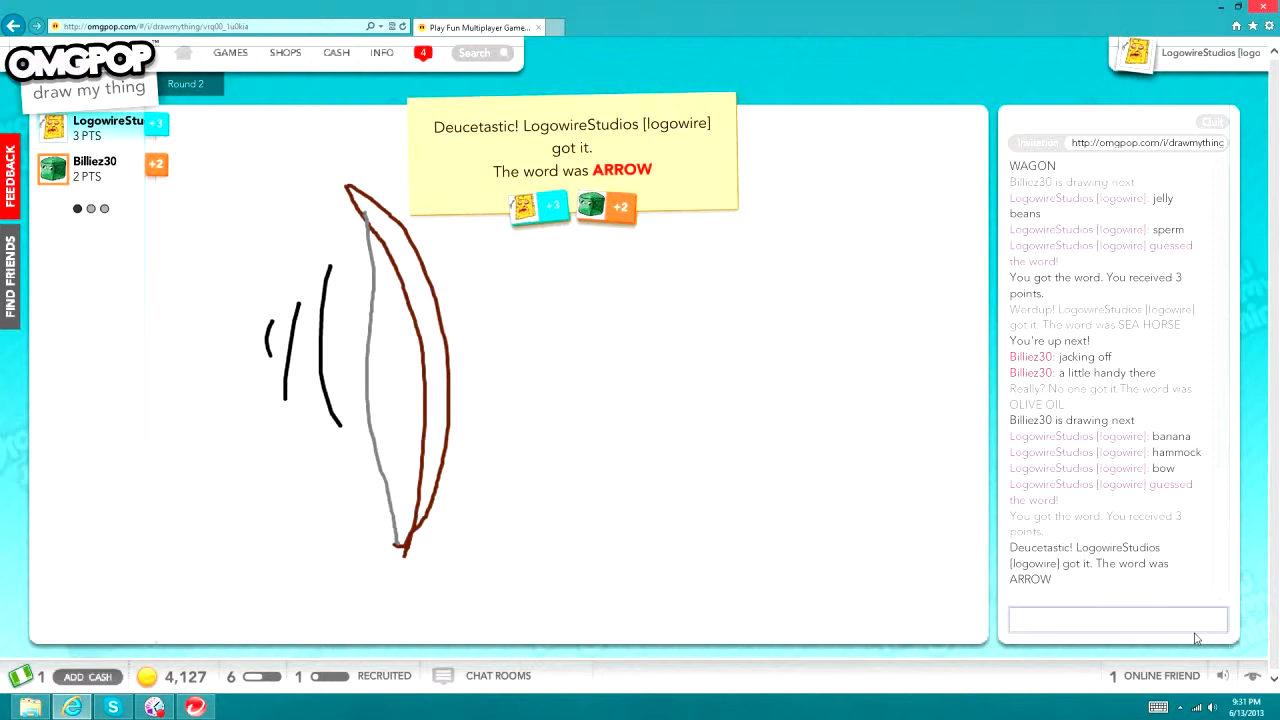 http://omgpop.com/#/i/drawmything/vrq00_1u0kia
Play Fun Multiplayer Game...
OMGPOP
draw my thing
GAMES
SHOPS
CASH
INFO
4
Search
LogowireStudios [logo
Round 2
FEEDBACK
FIND FRIENDS
LogowireStu
3 PTS
+3
Billiez30
2 PTS
+2
Deucetastic! LogowireStudios [logowire]
got it.
The word was ARROW
+3
+2
Chat
Invitation
http://omgpop.com/i/drawmything
WAGON
Billiez30 is drawing next
LogowireStudios [logowire]: jelly
beans
LogowireStudios [logowire]: sperm
LogowireStudios [logowire] guessed
the word!
You got the word. You received 3
points.
Werdup! LogowireStudios [logowire]
got it. The word was SEA HORSE
You're up next!
Billiez30: jacking off
Billiez30: a little handy there
Really? No one got it. The word was
OLIVE OIL
Billiez30 is drawing next
LogowireStudios [logowire]: banana
LogowireStudios [logowire]: hammock
LogowireStudios [logowire]: bow
LogowireStudios [logowire] guessed
the word!
You got the word. You received 3
points.
Deucetastic! LogowireStudios
[logowire] got it. The word was
ARROW
1
ADD CASH
4,127
6
1
RECRUITED
CHAT ROOMS
1 ONLINE FRIEND
9:31 PM
6/13/2013